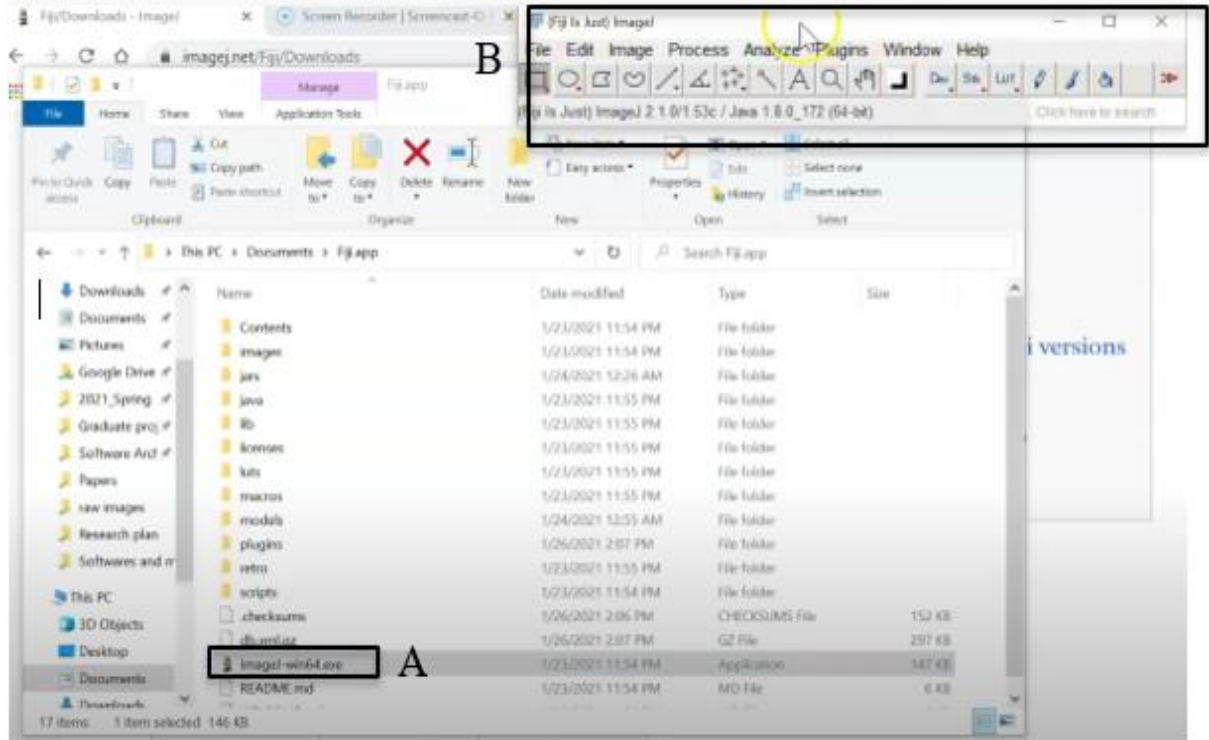 Fiji/Downloads - ImageJ
Screen Recorder | Screencast-O
(Fiji Is Just) ImageJ
B
File Edit Image Process Analyze Plugins Window Help
imagej.net/Fiji/Downloads
Manage
Fiji.app
Dev Stk LUT
File Home Share View Application Tools
(Fiji Is Just) ImageJ 2.1.0/1.53c / Java 1.8.0_172 (64-bit)
Click here to search
Cut
Copy path
Paste shortcut
Copy
Paste
Move to
Copy to
Delete
Rename
New folder
Easy access
Properties
Edit
History
Select none
Invert selection
Clipboard
Organize
New
Open
Select
This PC Documents Fiji.app
Search Fiji.app
Name Date modified Type Size
Downloads
Documents
Pictures
Google Drive
2021_Spring
Graduate proj
Software Arct
Papers
raw images
Research plan
Softwares and m
This PC
3D Objects
Desktop
Documents
Downloads
Contents 1/23/2021 11:54 PM File folder
images 1/23/2021 11:54 PM File folder
jars 1/24/2021 12:26 AM File folder
java 1/23/2021 11:55 PM File folder
lib 1/23/2021 11:55 PM File folder
licenses 1/23/2021 11:55 PM File folder
luts 1/23/2021 11:55 PM File folder
macros 1/23/2021 11:55 PM File folder
models 1/24/2021 12:55 AM File folder
plugins 1/26/2021 2:07 PM File folder
retro 1/23/2021 11:55 PM File folder
scripts 1/23/2021 11:54 PM File folder
.checksums 1/26/2021 2:06 PM CHECKSUMS File 152 KB
db.xml.gz 1/26/2021 2:07 PM GZ File 297 KB
ImageJ-win64.exe 1/23/2021 11:54 PM Application 147 KB
A
README.md 1/23/2021 11:54 PM MD File 6 KB
i versions
17 items 1 item selected 146 KB